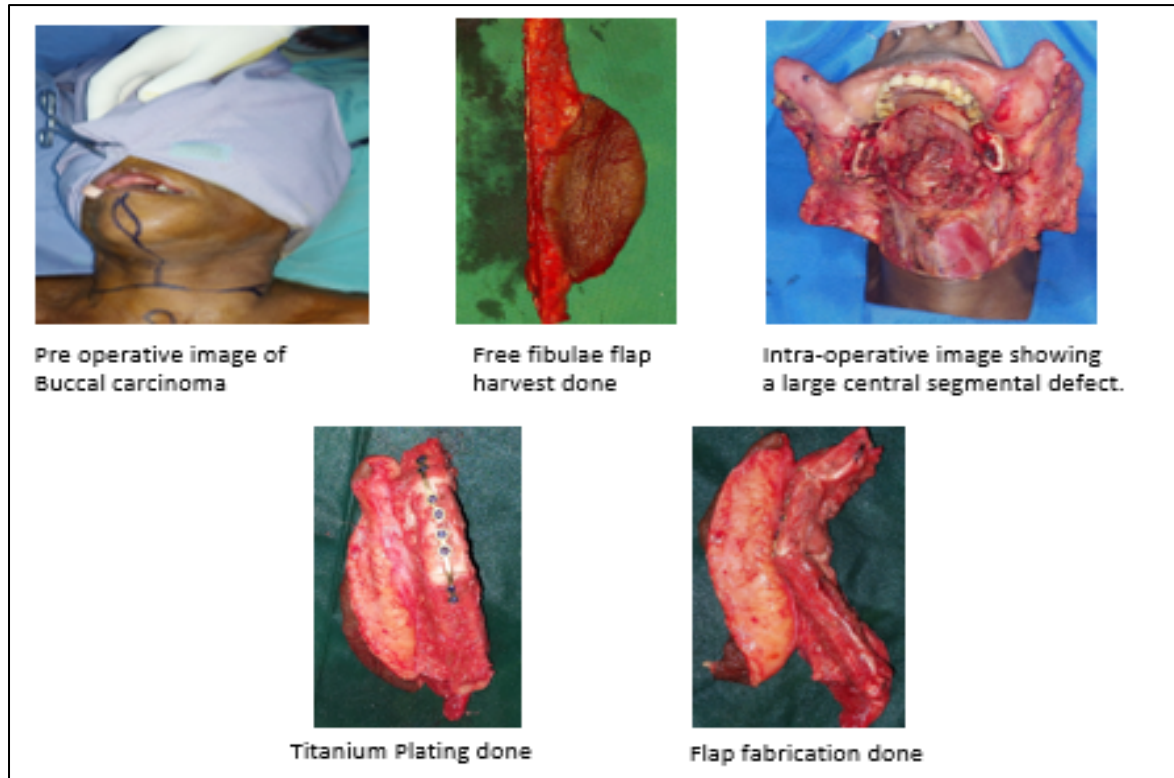 Pre operative image of
Buccal carcinoma
Free fibulae flap
harvest done
Intra-operative image showing
a large central segmental defect.
Titanium Plating done
Flap fabrication done